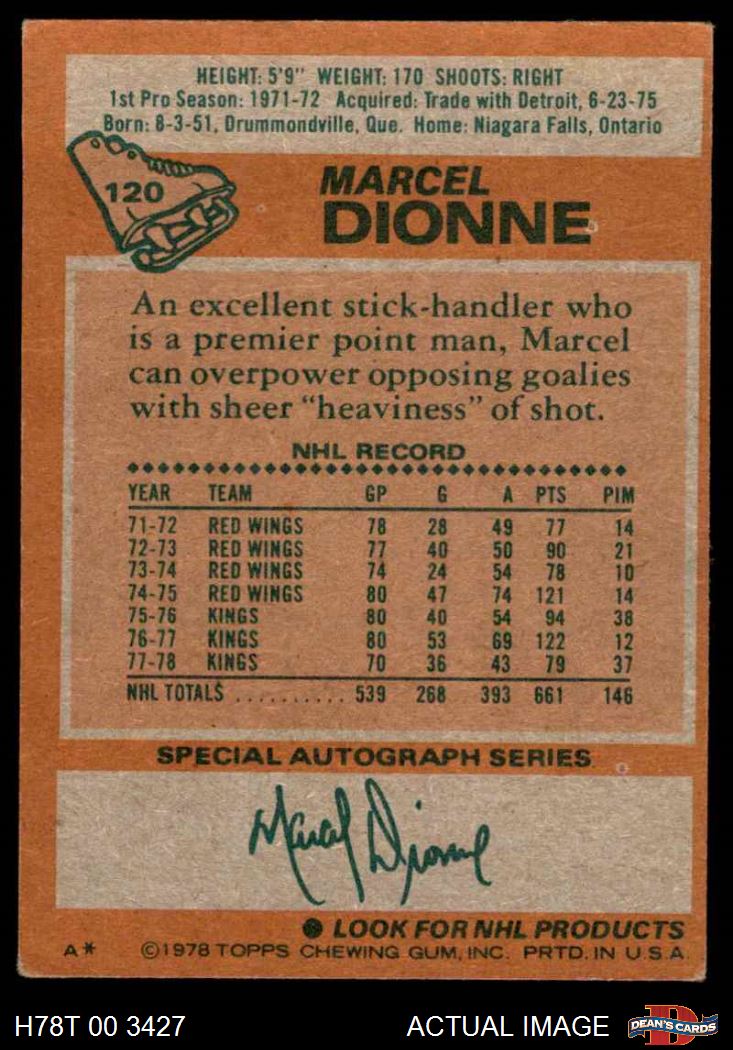 HEIGHT: 5'9" WEIGHT: 170 SHOOTS: RIGHT
1st Pro Season: 1971-72 Acquired: Trade with Detroit, 6-23-75
Born: 8-3-51, Drummondville, Que. Home: Niagara Falls, Ontario
120
MARCEL
DIONNE
An excellent stick-handler who
is a premier point man, Marcel
can overpower opposing goalies
with sheer "heaviness" of shot.
NHL RECORD
YEAR TEAM GP G A PTS PIM
71-72 RED WINGS 78 28 49 77 14
72-73 RED WINGS 77 40 50 90 21
73-74 RED WINGS 74 24 54 78 10
74-75 RED WINGS 80 47 74 121 14
75-76 KINGS 80 40 54 94 38
76-77 KINGS 80 53 69 122 12
77-78 KINGS 70 36 43 79 37
NHL TOTALS .......... 539 268 393 661 146
SPECIAL AUTOGRAPH SERIES
Marcel Dionne
LOOK FOR NHL PRODUCTS
A* ©1978 TOPPS CHEWING GUM, INC. PRTD. IN U.S.A.
H78T 00 3427 ACTUAL IMAGE D DEAN'S CARDS